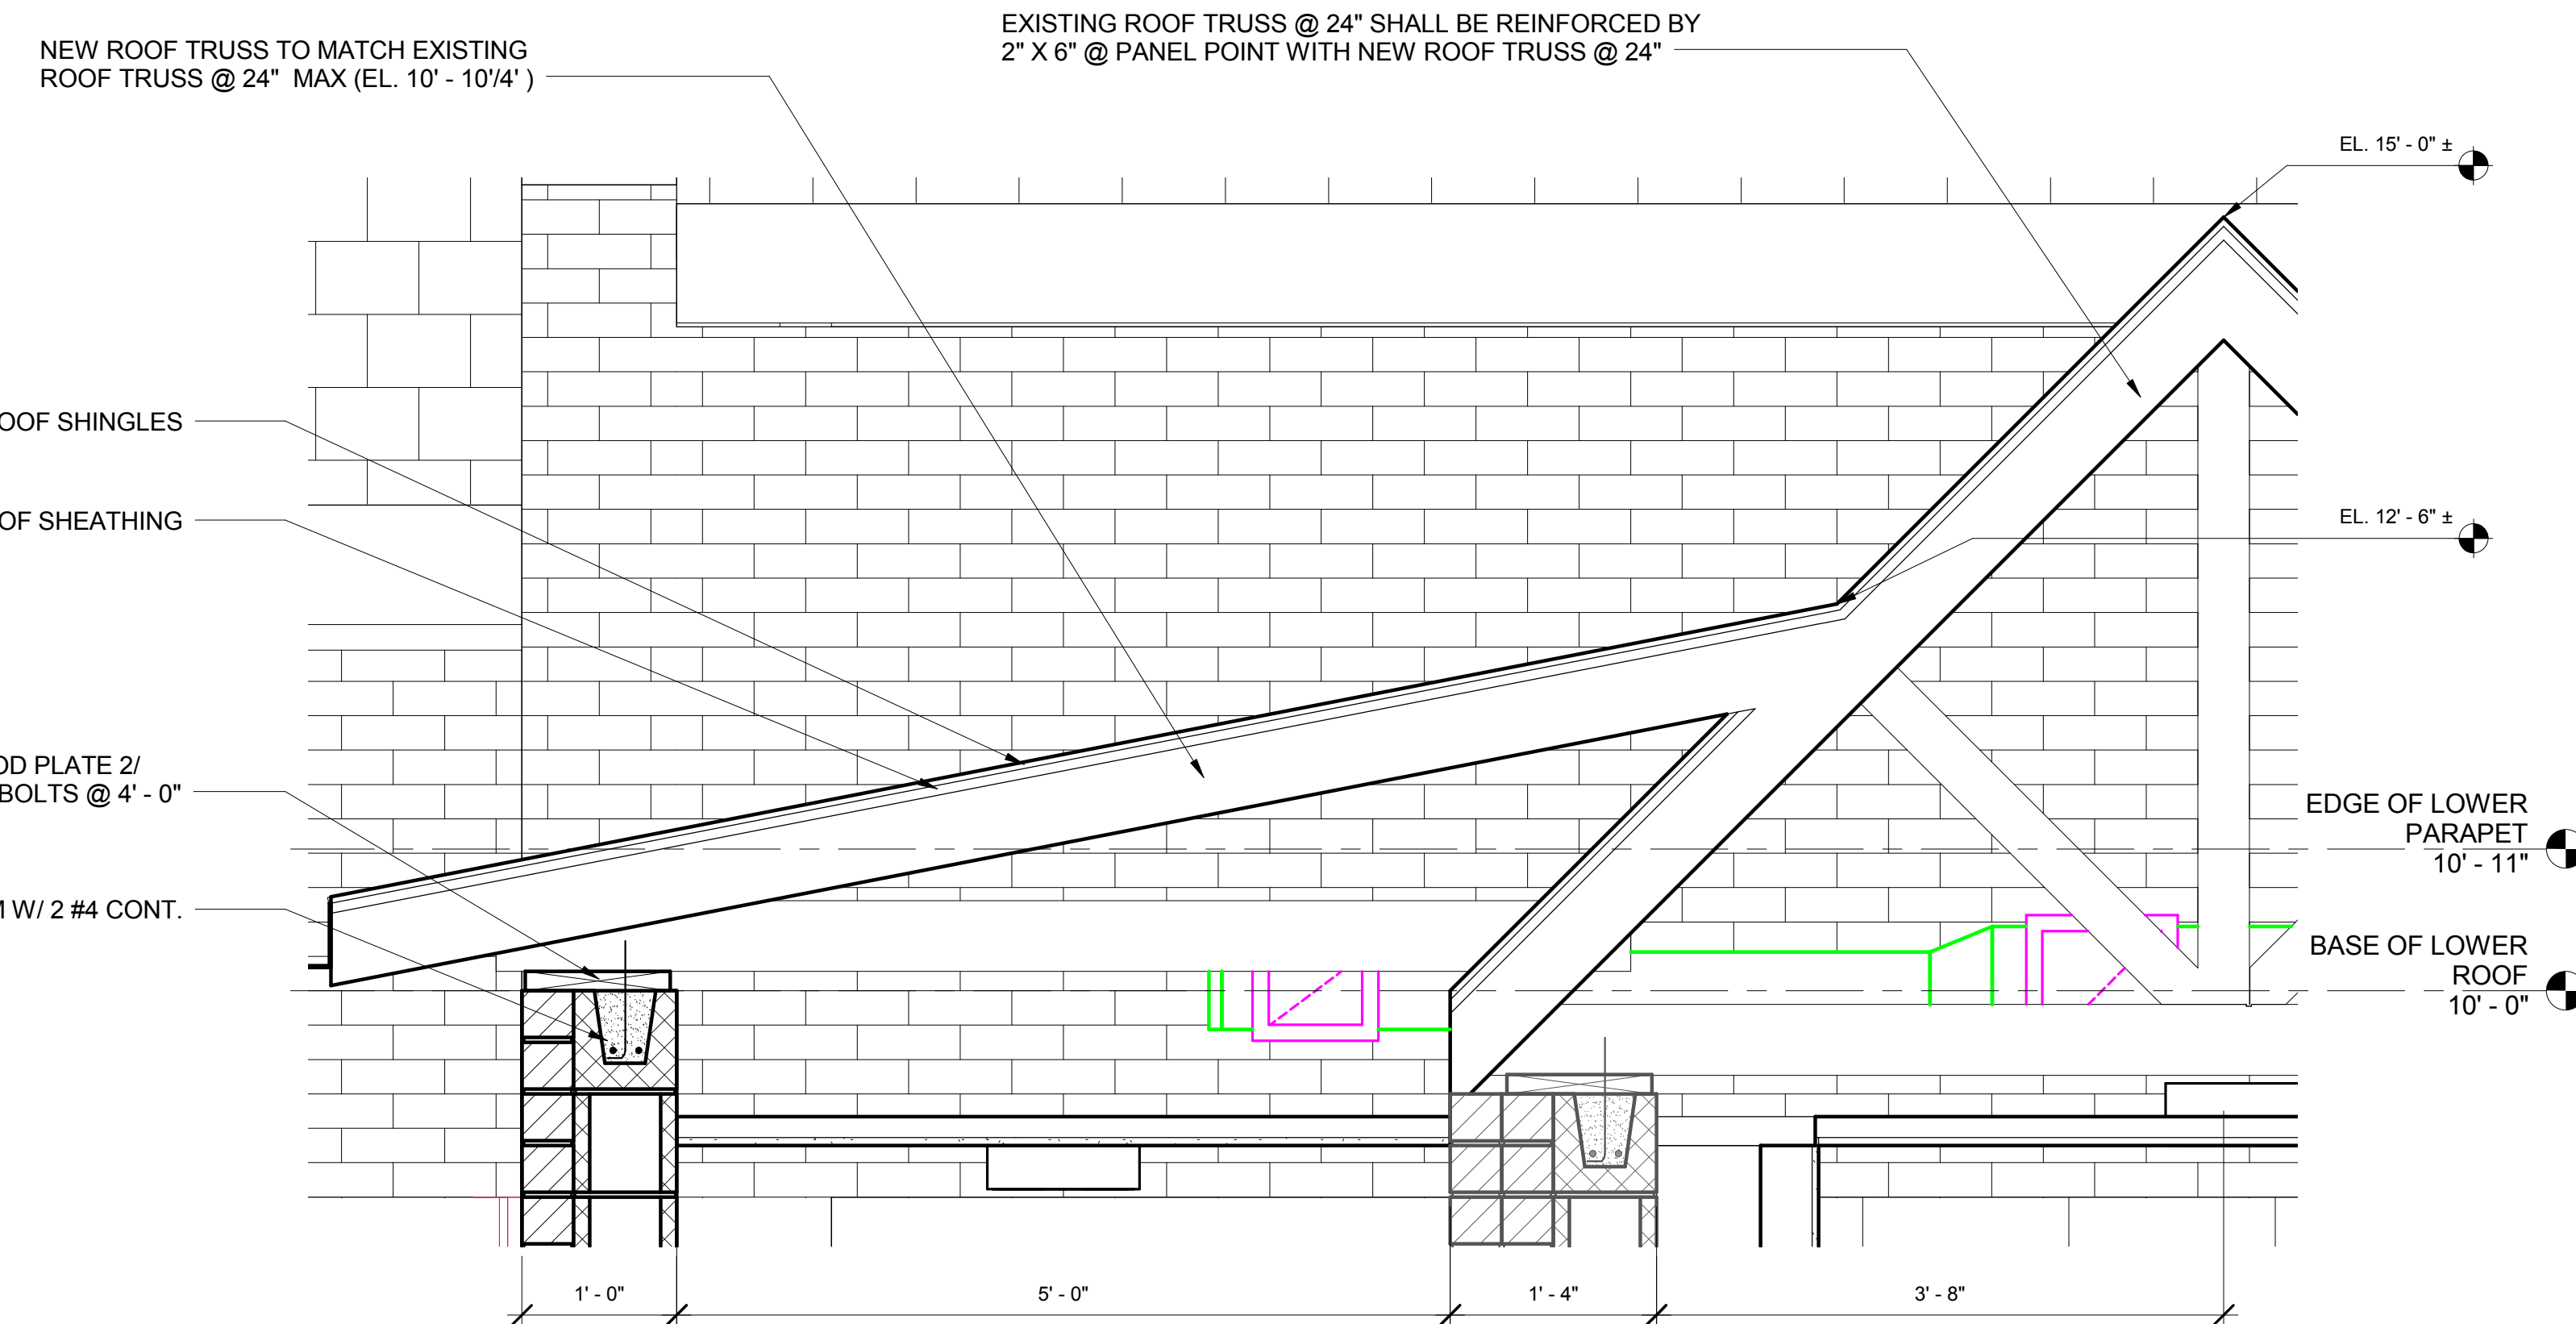 NEW ROOF TRUSS TO MATCH EXISTING
ROOF TRUSS @ 24" MAX (EL. 10' - 10'/4' )
EXISTING ROOF TRUSS @ 24" SHALL BE REINFORCED BY
2" X 6" @ PANEL POINT WITH NEW ROOF TRUSS @ 24"
EL. 15' - 0" ±
OOF SHINGLES
OF SHEATHING
EL. 12' - 6" ±
OD PLATE 2/
BOLTS @ 4' - 0"
EDGE OF LOWER
PARAPET
10' - 11"
M W/ 2 #4 CONT.
BASE OF LOWER
ROOF
10' - 0"
1' - 0"
5' - 0"
1' - 4"
3' - 8"